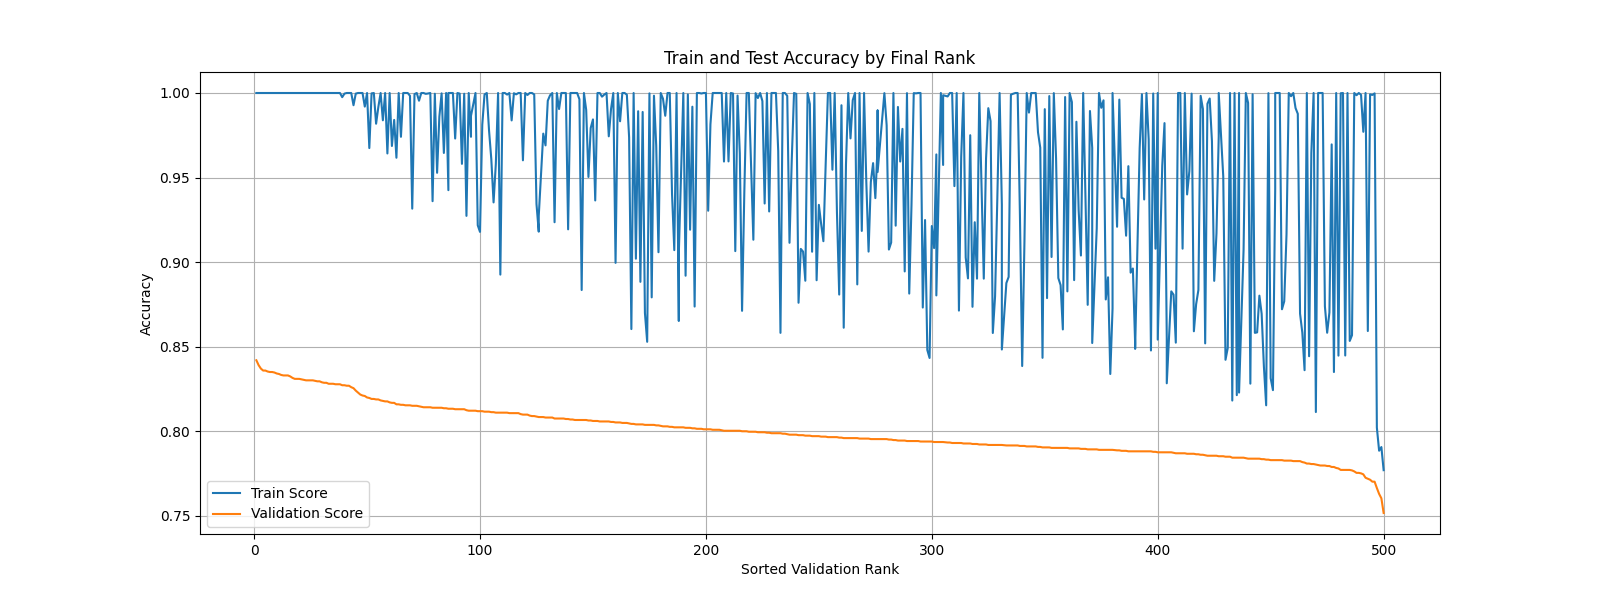 Train and Test Accuracy by Final Rank
Accuracy
1.00
0.95
0.90
0.85
0.80
0.75
Train Score
Validation Score
0 100 200 300 400 500
Sorted Validation Rank